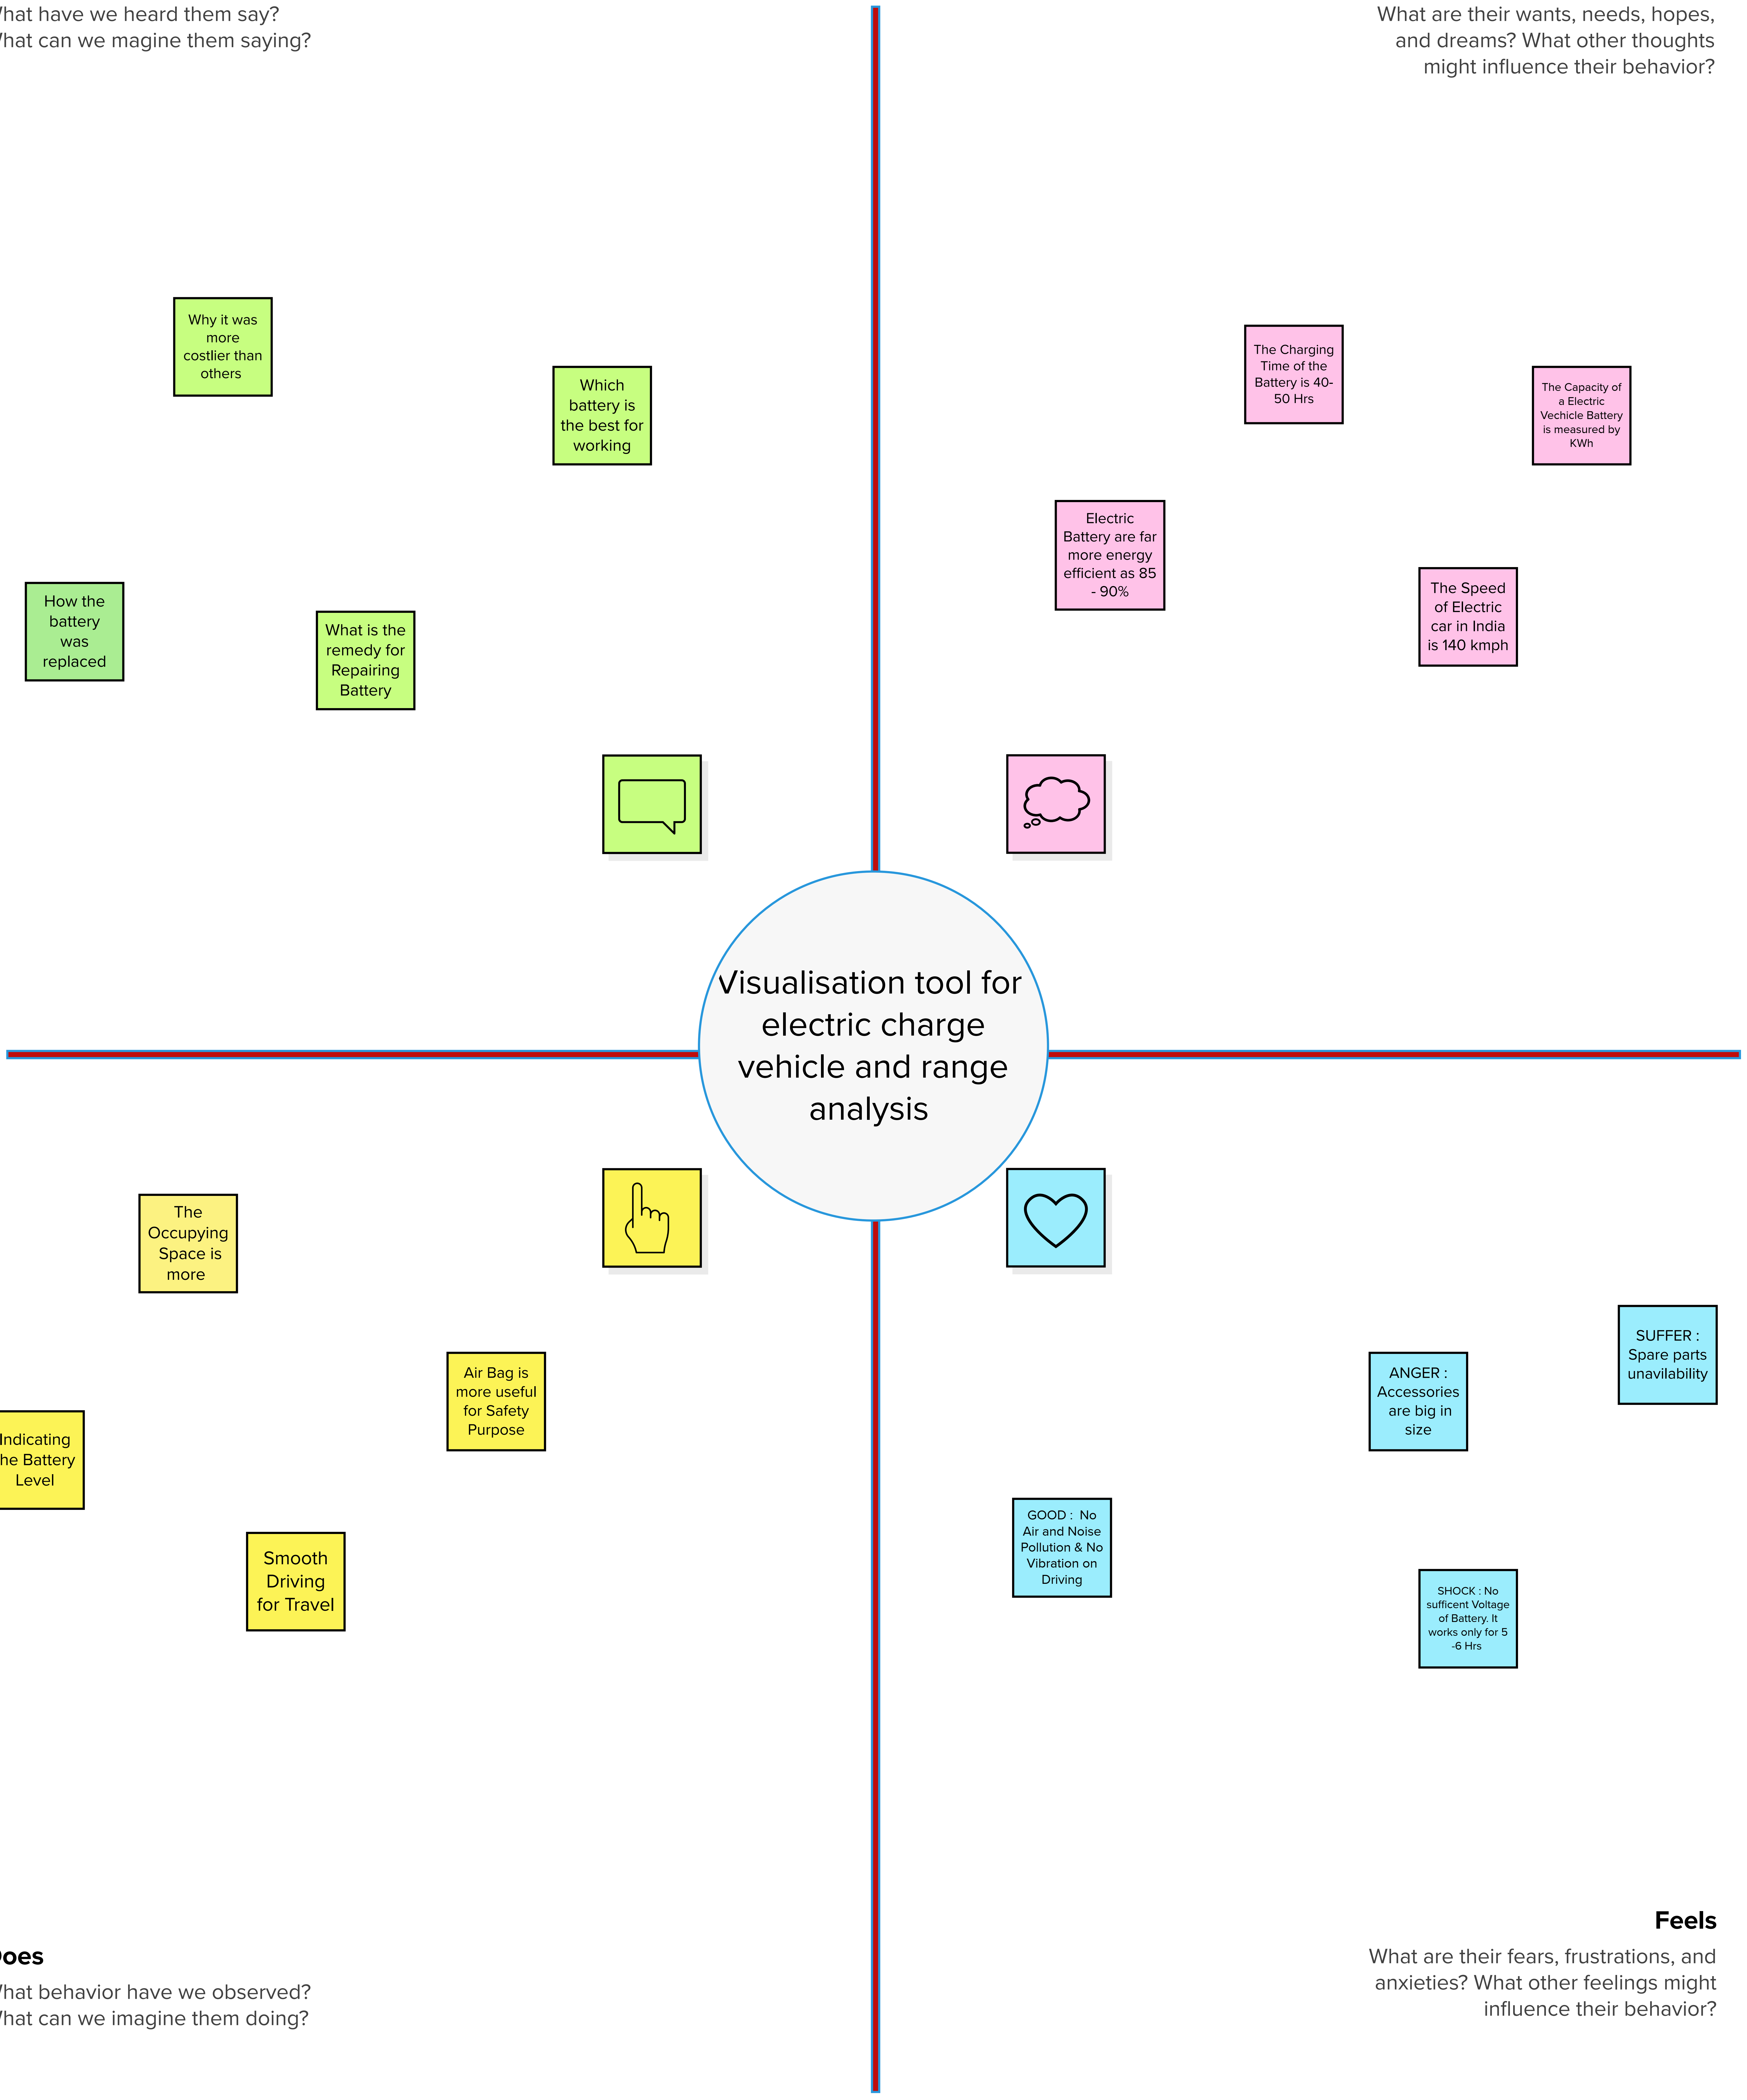 hat have we heard them say?
hat can we magine them saying?
What are their wants, needs, hopes,
and dreams? What other thoughts
might influence their behavior?
Why it was
more
costlier than
others
Which
battery is
the best for
working
How the
battery
was
replaced
What is the
remedy for
Repairing
Battery
The Charging
Time of the
Battery is 40-
50 Hrs
The Capacity of
a Electric
Vechicle Battery
is measured by
KWh
Electric
Battery are far
more energy
efficient as 85
- 90%
The Speed
of Electric
car in India
is 140 kmph
Visualisation tool for
electric charge
vehicle and range
analysis
The
Occupying
Space is
more
Air Bag is
more useful
for Safety
Purpose
Indicating
he Battery
Level
Smooth
Driving
for Travel
SUFFER :
Spare parts
unavilability
ANGER :
Accessories
are big in
size
GOOD : No
Air and Noise
Pollution & No
Vibration on
Driving
SHOCK : No
sufficent Voltage
of Battery. It
works only for 5
-6 Hrs
oes
hat behavior have we observed?
hat can we imagine them doing?
Feels
What are their fears, frustrations, and
anxieties? What other feelings might
influence their behavior?